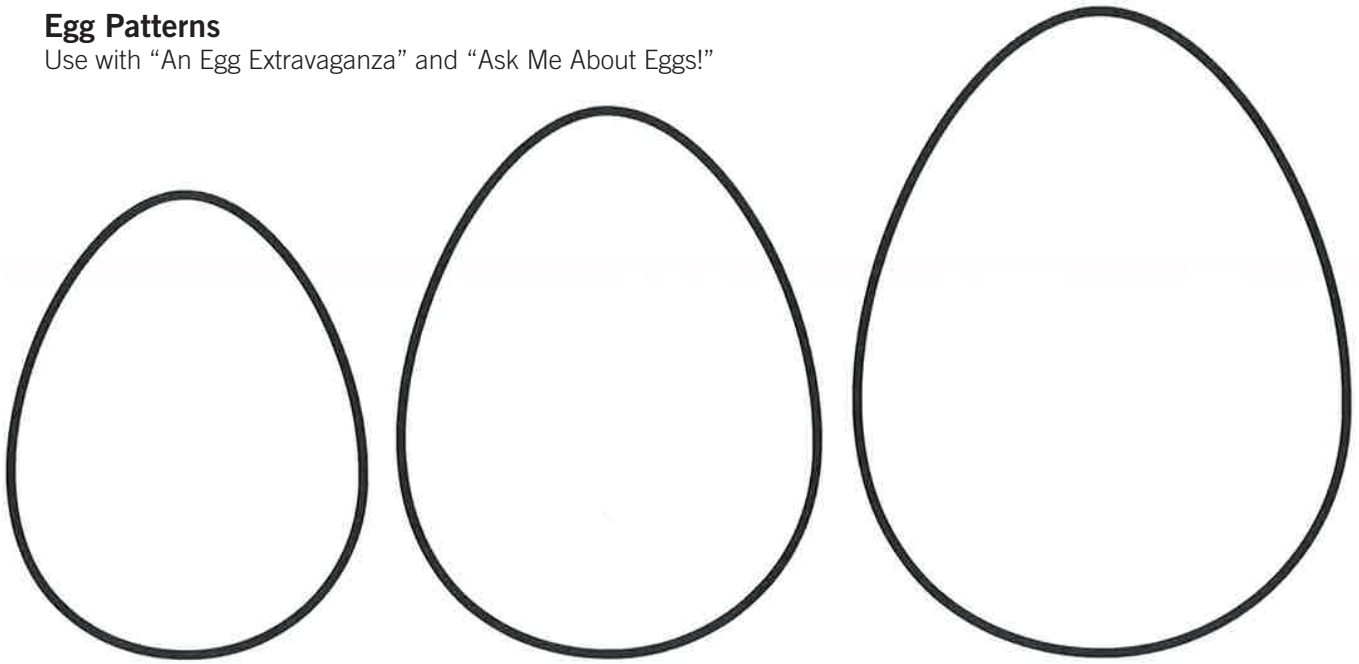 Egg Patterns
Use with “An Egg Extravaganza” and “Ask Me About Eggs!”